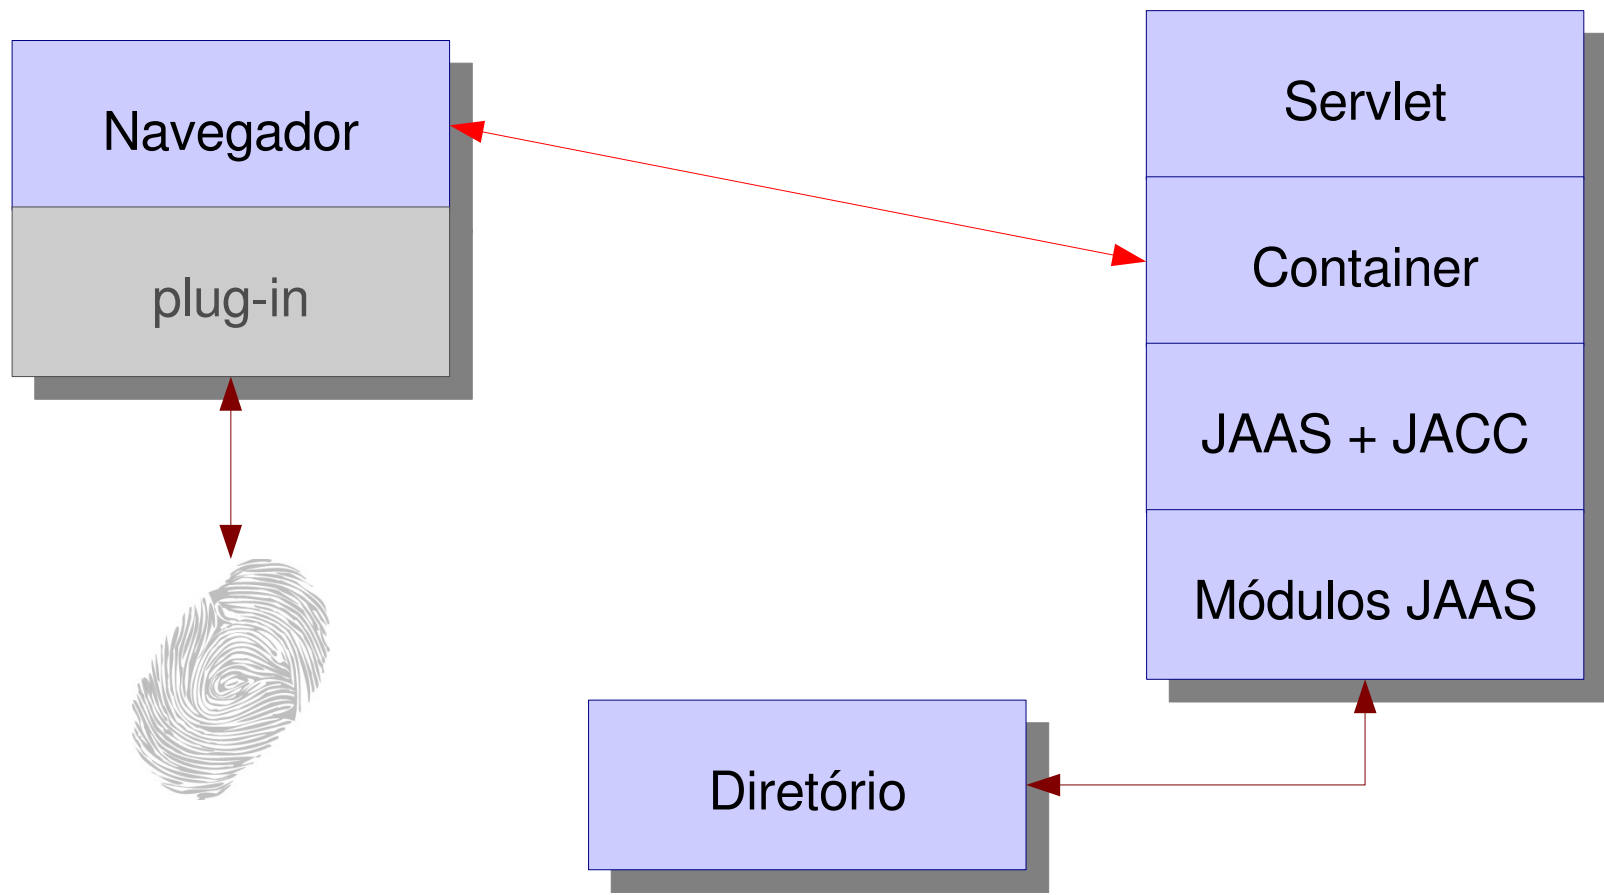 Navegador
plug-in
Servlet
Container
JAAS + JACC
Módulos JAAS
Diretório